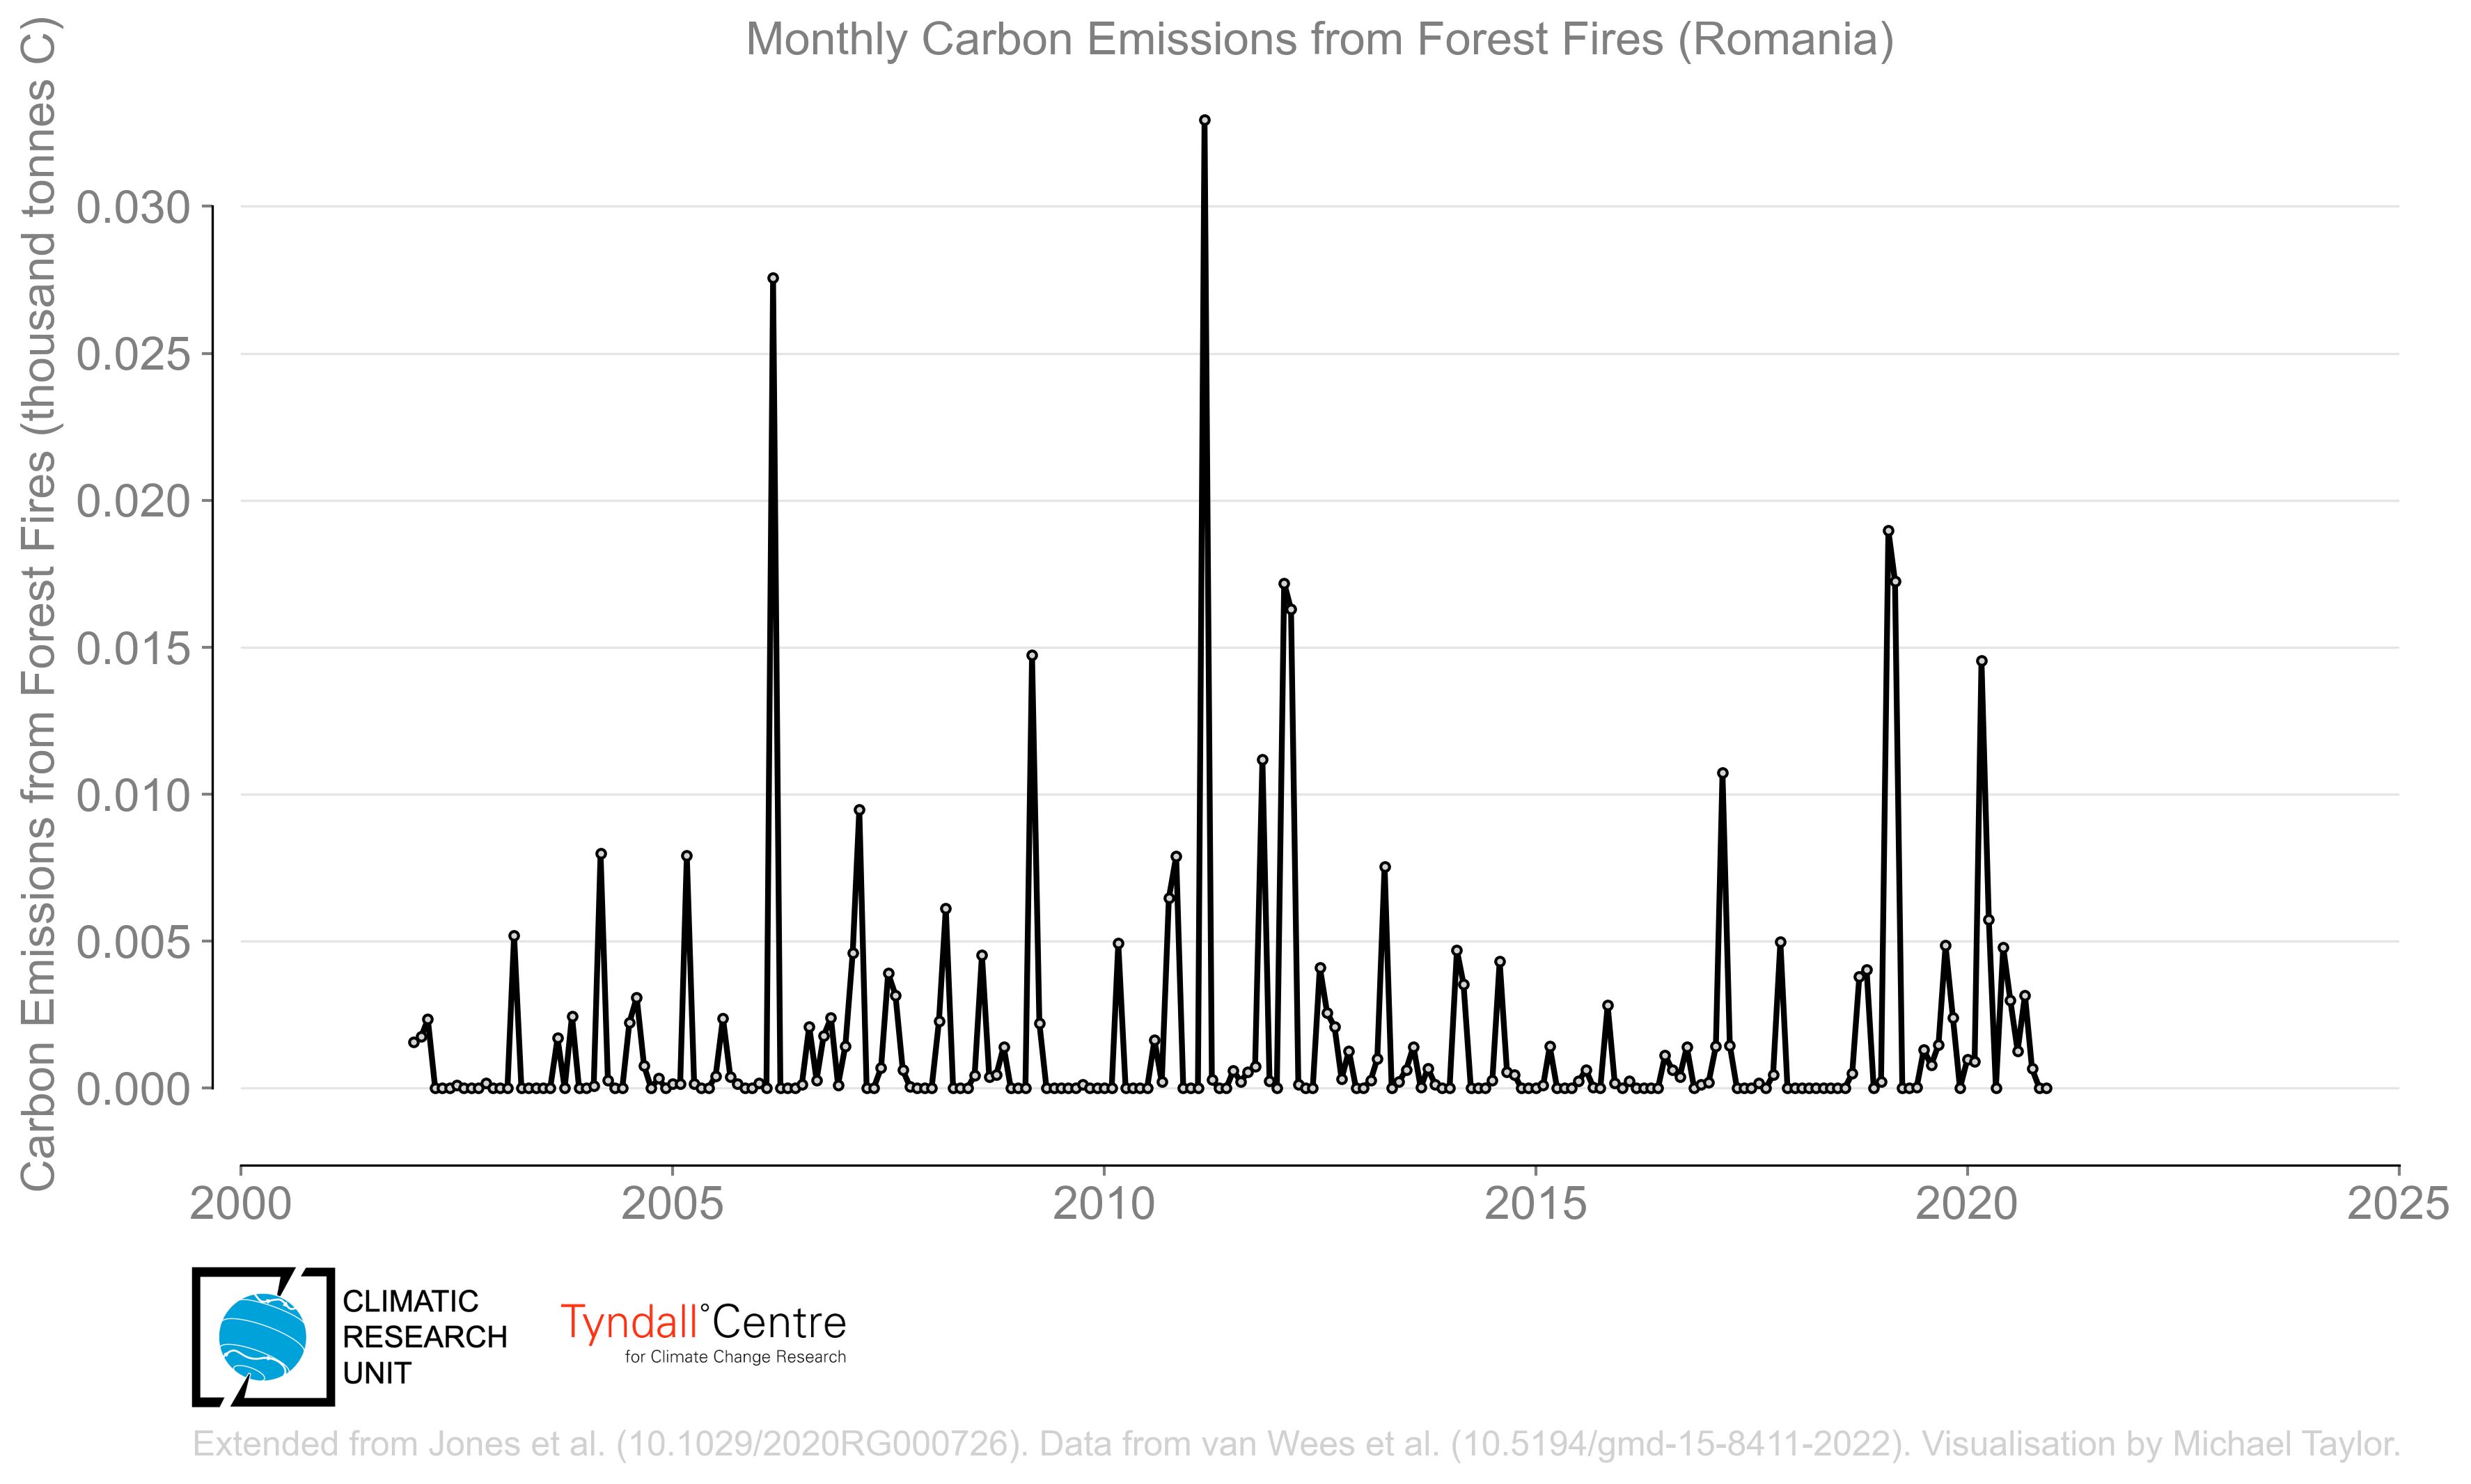 Monthly Carbon Emissions from Forest Fires (Romania)
Carbon Emissions from Forest Fires (thousand tonnes C)
0.030
0.025
0.020
0.015
0.010
0.005
0.000
2000 2005 2010 2015 2020 2025
CLIMATIC
RESEARCH
UNIT
Tyndall°Centre
for Climate Change Research
Extended from Jones et al. (10.1029/2020RG000726). Data from van Wees et al. (10.5194/gmd-15-8411-2022). Visualisation by Michael Taylor.